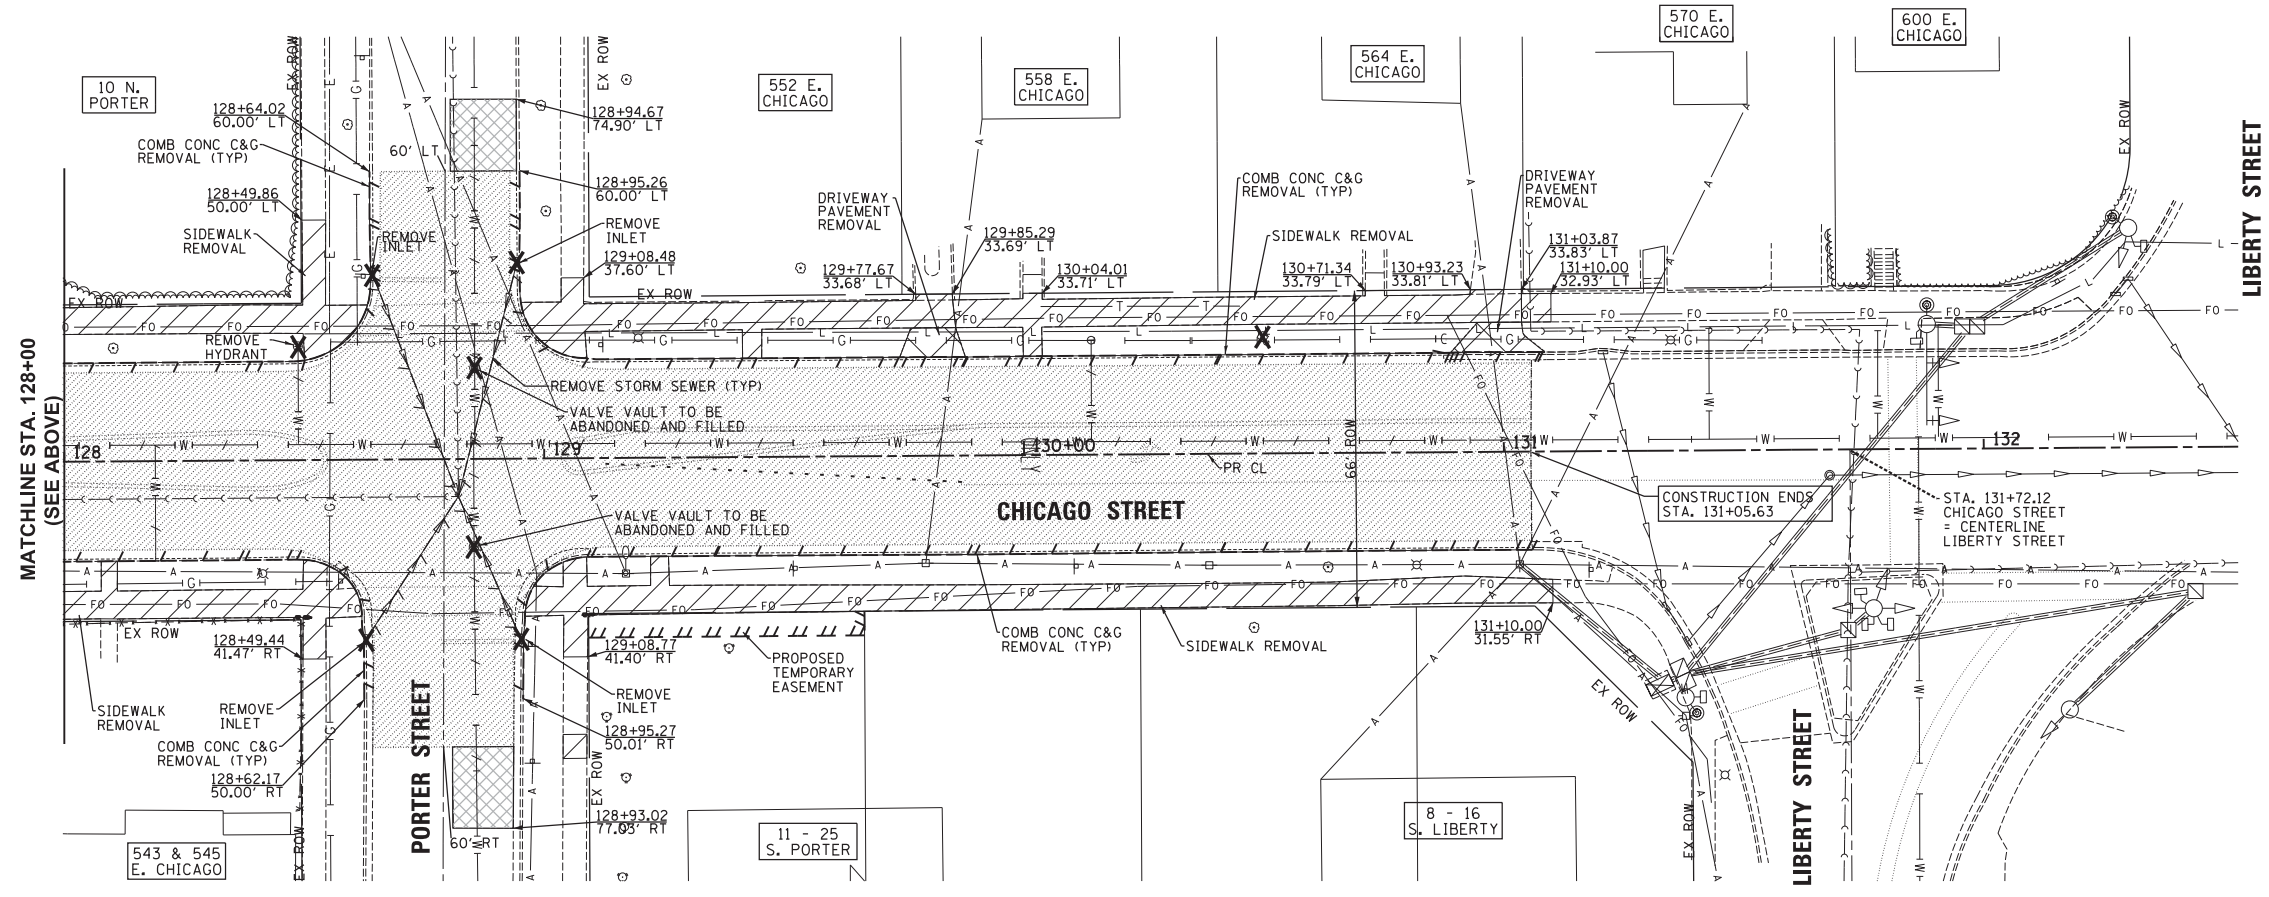 10 N.
PORTER
EX ROW
128+64.02
60.00' LT
COMB CONC C&G
REMOVAL (TYP)
60' LT
128+49.86
50.00' LT
SIDEWALK
REMOVAL
REMOVE
INLET
EX ROW
REMOVE
HYDRANT
EX ROW
128+94.67
74.90' LT
128+95.26
60.00' LT
REMOVE
INLET
129+08.48
37.60' LT
EX ROW
552 E.
CHICAGO
558 E.
CHICAGO
564 E.
CHICAGO
570 E.
CHICAGO
600 E.
CHICAGO
DRIVEWAY
PAVEMENT
REMOVAL
129+77.67
33.68' LT
129+85.29
33.69' LT
130+04.01
33.71' LT
COMB CONC C&G
REMOVAL (TYP)
SIDEWALK REMOVAL
130+71.34
33.79' LT
130+93.23
33.81' LT
DRIVEWAY
PAVEMENT
REMOVAL
131+03.87
33.83' LT
131+10.00
32.93' LT
EX ROW
LIBERTY STREET
MATCHLINE STA. 128+00
(SEE ABOVE)
REMOVE STORM SEWER (TYP)
VALVE VAULT TO BE
ABANDONED AND FILLED
128
129
130+00
131
132
66' ROW
PR CL
VALVE VAULT TO BE
ABANDONED AND FILLED
CHICAGO STREET
CONSTRUCTION ENDS
STA. 131+05.63
STA. 131+72.12
CHICAGO STREET
= CENTERLINE
LIBERTY STREET
EX ROW
128+49.44
41.47' RT
SIDEWALK
REMOVAL
REMOVE
INLET
COMB CONC C&G
REMOVAL (TYP)
128+62.17
50.00' RT
543 & 545
E. CHICAGO
EX ROW
PORTER STREET
60' RT
129+08.77
41.40' RT
REMOVE
INLET
128+95.27
50.01' RT
EX ROW
128+93.02
77.03' RT
PROPOSED
TEMPORARY
EASEMENT
11 - 25
S. PORTER
COMB CONC C&G
REMOVAL (TYP)
SIDEWALK REMOVAL
131+10.00
31.55' RT
EX ROW
8 - 16
S. LIBERTY
EX ROW
LIBERTY STREET